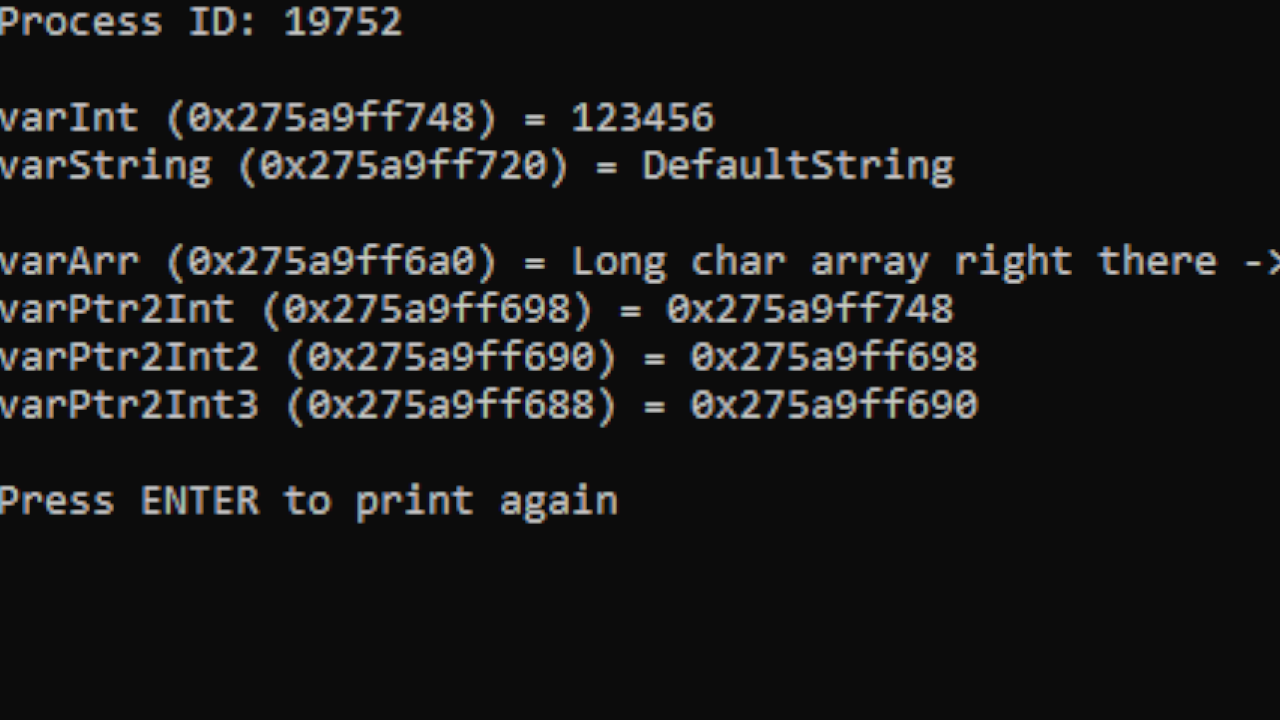 Process ID: 19752
varInt (0x275a9ff748) = 123456
varString (0x275a9ff720) = DefaultString
varArr (0x275a9ff6a0) = Long char array right there ->
varPtr2Int (0x275a9ff698) = 0x275a9ff748
varPtr2Int2 (0x275a9ff690) = 0x275a9ff698
varPtr2Int3 (0x275a9ff688) = 0x275a9ff690
Press ENTER to print again